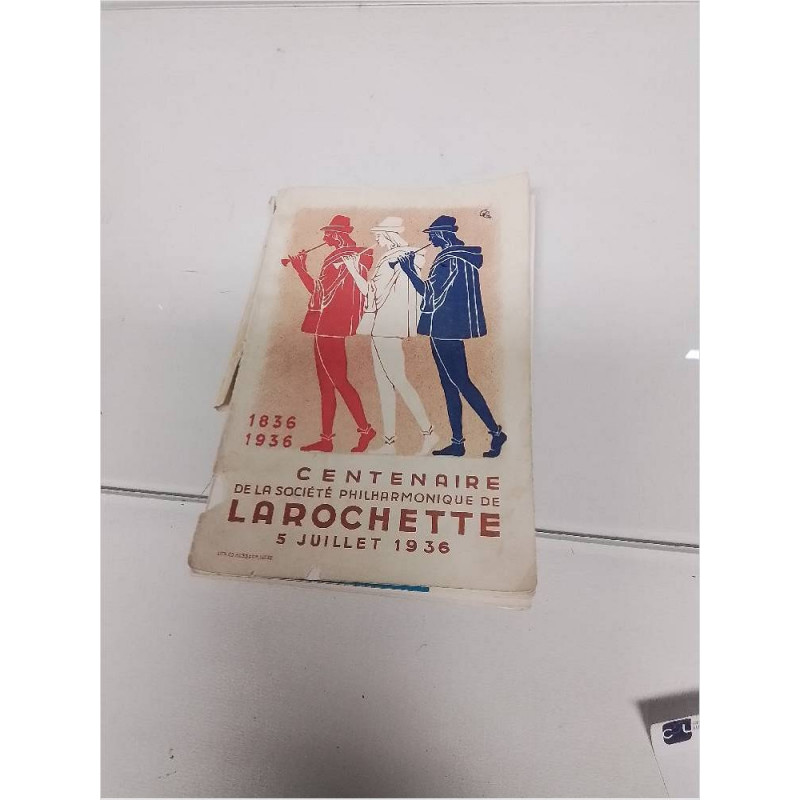 1836
1936
CENTENAIRE
DE LA SOCIÉTÉ PHILHARMONIQUE DE
LAROCHETTE
5 JUILLET 1936